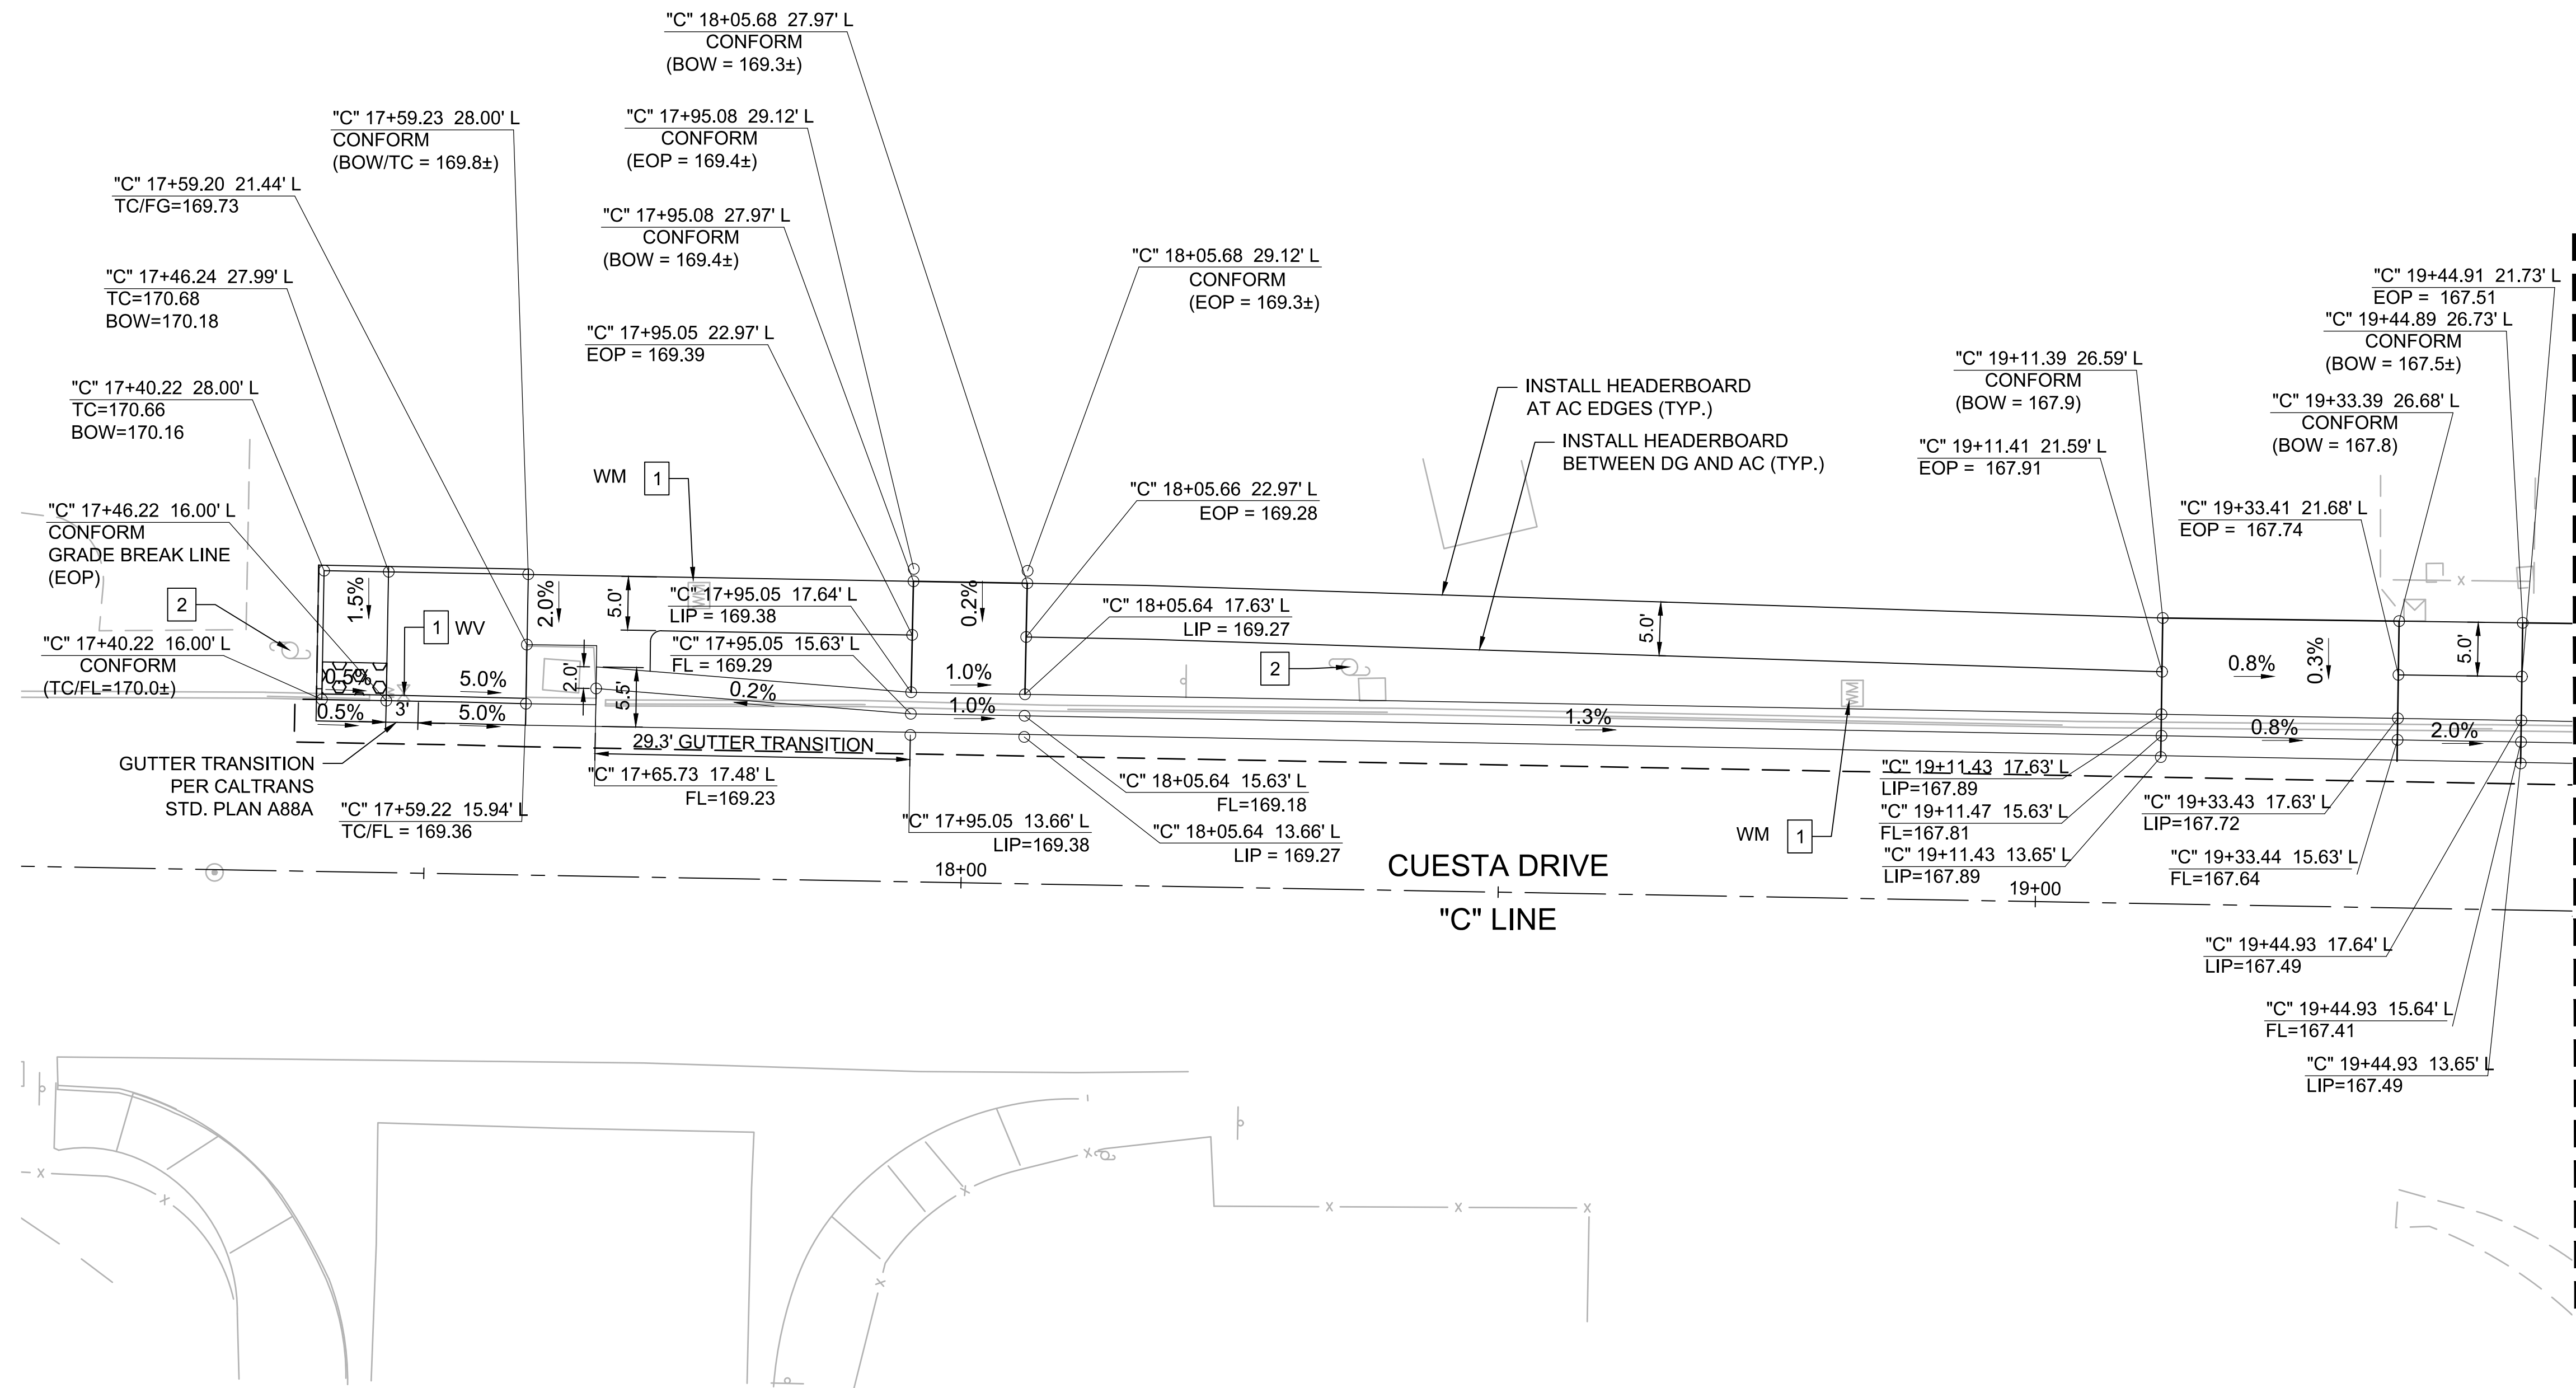 "C" 18+05.68 27.97' L
CONFORM
(BOW = 169.3±)
"C" 17+59.23 28.00' L
CONFORM
(BOW/TC = 169.8±)
"C" 17+95.08 29.12' L
CONFORM
(EOP = 169.4±)
"C" 17+59.20 21.44' L
TC/FG=169.73
"C" 17+95.08 27.97' L
CONFORM
(BOW = 169.4±)
"C" 18+05.68 29.12' L
CONFORM
(EOP = 169.3±)
"C" 17+46.24 27.99' L
TC=170.68
BOW=170.18
"C" 17+95.05 22.97' L
EOP = 169.39
"C" 19+44.91 21.73' L
EOP = 167.51
"C" 19+44.89 26.73' L
CONFORM
(BOW = 167.5±)
"C" 17+40.22 28.00' L
TC=170.66
BOW=170.16
INSTALL HEADERBOARD
AT AC EDGES (TYP.)
INSTALL HEADERBOARD
BETWEEN DG AND AC (TYP.)
"C" 19+11.39 26.59' L
CONFORM
(BOW = 167.9)
"C" 19+33.39 26.68' L
CONFORM
(BOW = 167.8)
"C" 19+11.41 21.59' L
EOP = 167.91
WM 1
"C" 18+05.66 22.97' L
EOP = 169.28
"C" 19+33.41 21.68' L
EOP = 167.74
"C" 17+46.22 16.00' L
CONFORM
GRADE BREAK LINE
(EOP)
2
"C" 17+40.22 16.00' L
CONFORM
(TC/FL=170.0±)
1.5%
1 WV
2.0%
5.0'
WM
"C" 17+95.05 17.64' L
LIP = 169.38
"C" 17+95.05 15.63' L
FL = 169.29
0.2%
"C" 18+05.64 17.63' L
LIP = 169.27
5.0'
0.8%
0.3%
5.0'
0.5%
5.0%
2.0'
5.5'
0.2%
1.0%
2
WM
0.5%
3'
5.0%
1.0%
1.3%
0.8%
2.0%
29.3' GUTTER TRANSITION
GUTTER TRANSITION
PER CALTRANS
STD. PLAN A88A
"C" 17+65.73 17.48' L
FL=169.23
"C" 17+59.22 15.94' L
TC/FL = 169.36
"C" 17+95.05 13.66' L
LIP=169.38
"C" 18+05.64 15.63' L
FL=169.18
"C" 18+05.64 13.66' L
LIP = 169.27
WM 1
"C" 19+11.43 17.63' L
LIP=167.89
"C" 19+11.47 15.63' L
FL=167.81
"C" 19+11.43 13.65' L
LIP=167.89
"C" 19+33.43 17.63' L
LIP=167.72
"C" 19+33.44 15.63' L
FL=167.64
18+00
CUESTA DRIVE
19+00
"C" LINE
"C" 19+44.93 17.64' L
LIP=167.49
"C" 19+44.93 15.64' L
FL=167.41
"C" 19+44.93 13.65' L
LIP=167.49